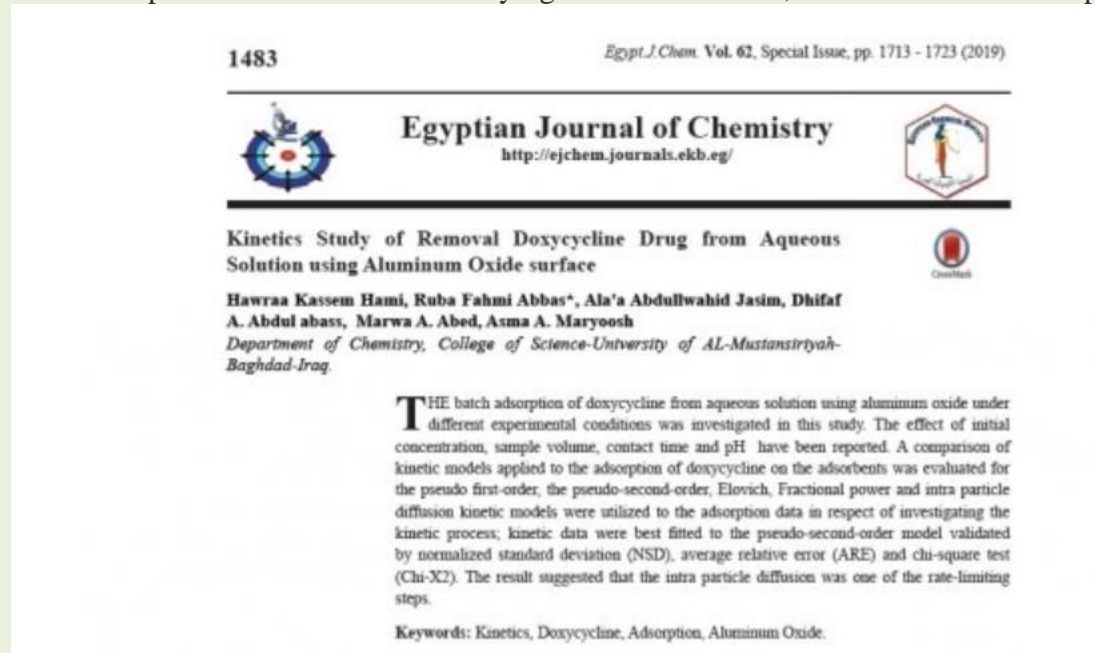 1483
Egypt.J.Chem. Vol. 62, Special Issue, pp. 1713 - 1723 (2019)
Egyptian Journal of Chemistry
http://ejchem.journals.ekb.eg/
Kinetics Study of Removal Doxycycline Drug from Aqueous
Solution using Aluminum Oxide surface
CrossMark
Hawraa Kassem Hami, Ruba Fahmi Abbas*, Ala'a Abdullwahid Jasim, Dhifaf
A. Abdul abass, Marwa A. Abed, Asma A. Maryoosh
Department of Chemistry, College of Science-University of AL-Mustansiriyah-
Baghdad-Iraq.
THE batch adsorption of doxycycline from aqueous solution using aluminum oxide under
different experimental conditions was investigated in this study. The effect of initial
concentration, sample volume, contact time and pH have been reported. A comparison of
kinetic models applied to the adsorption of doxycycline on the adsorbents was evaluated for
the pseudo first-order, the pseudo-second-order, Elovich, Fractional power and intra particle
diffusion kinetic models were utilized to the adsorption data in respect of investigating the
kinetic process; kinetic data were best fitted to the pseudo-second-order model validated
by normalized standard deviation (NSD), average relative error (ARE) and chi-square test
(Chi-X2). The result suggested that the intra particle diffusion was one of the rate-limiting
steps.
Keywords: Kinetics, Doxycycline, Adsorption, Aluminum Oxide.